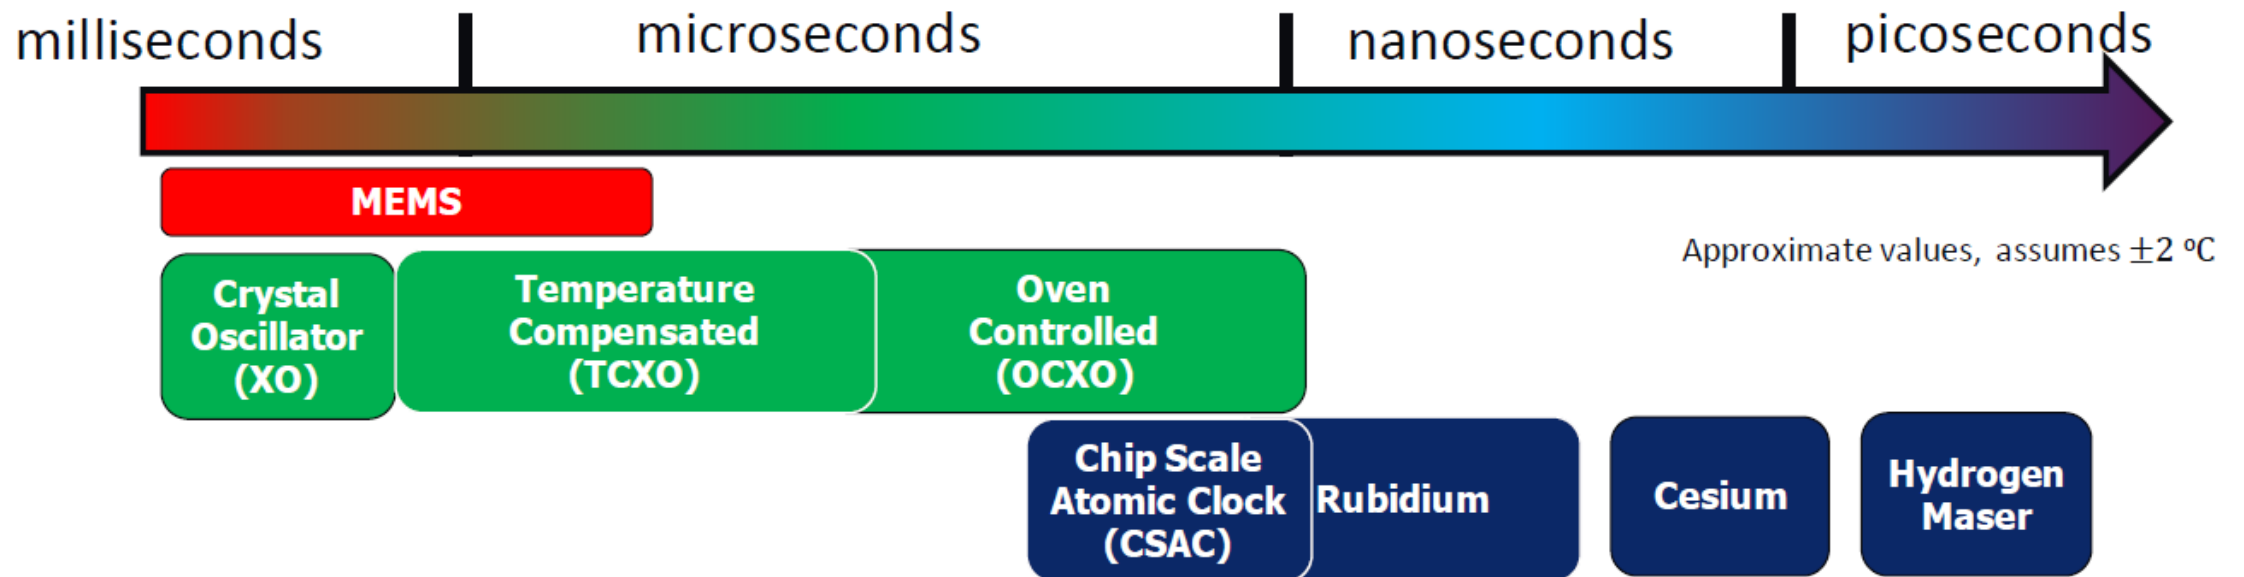 milliseconds
microseconds
nanoseconds
picoseconds
MEMS
Approximate values, assumes ±2 ºC
Crystal
Oscillator
(XO)
Temperature
Compensated
(TCXO)
Oven
Controlled
(OCXO)
Chip Scale
Atomic Clock
(CSAC)
Rubidium
Cesium
Hydrogen
Maser